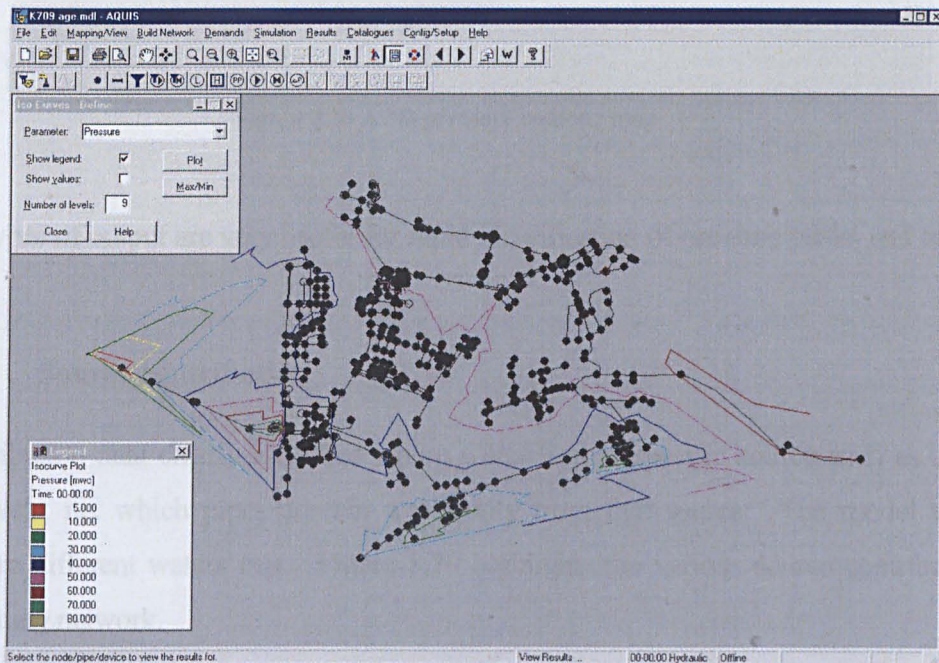 K709 age.mdl - AQUIS
File Edit Mapping/View Build Network Demands Simulation Results Catalogues Config/Setup Help
W
Iso Curves - Define
Parameter: Pressure
Show legend:
Plot
Show values:
Max/Min
Number of levels: 9
Close Help
Legend
Isocurve Plot
Pressure [mwc]
Time: 00-00:00
5.000
10.000
20.000
30.000
40.000
50.000
60.000
70.000
80.000
Select the node/pipe/device to view the results for. View Results ... 00-00:00 Hydraulic Offline